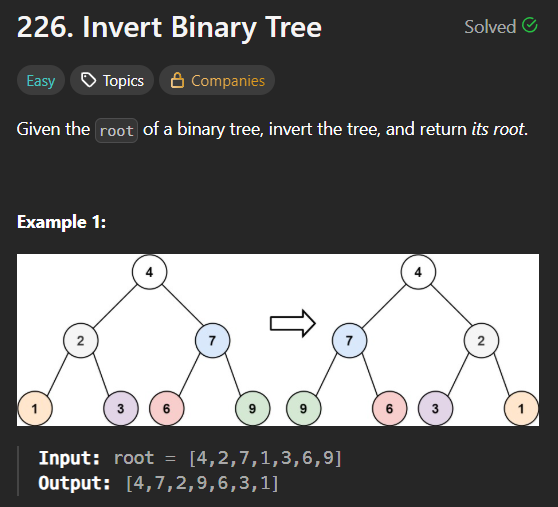 226. Invert Binary Tree
Solved
Easy
Topics
Companies
Given the root of a binary tree, invert the tree, and return its root.
Example 1:
4 4
2 7 7 2
1 3 6 9 9 6 3 1
Input: root = [4,2,7,1,3,6,9]
Output: [4,7,2,9,6,3,1]